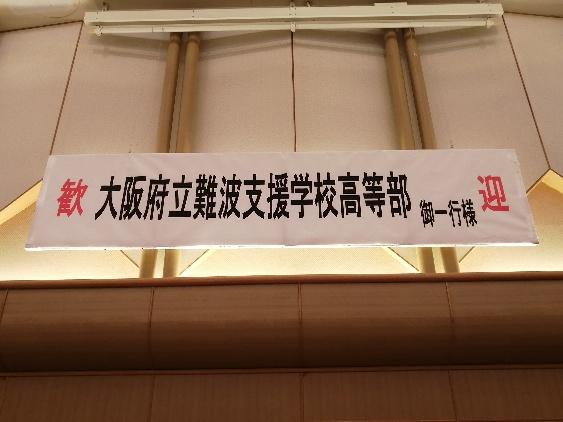 歓 大阪府立難波支援学校高等部 御一行様 迎